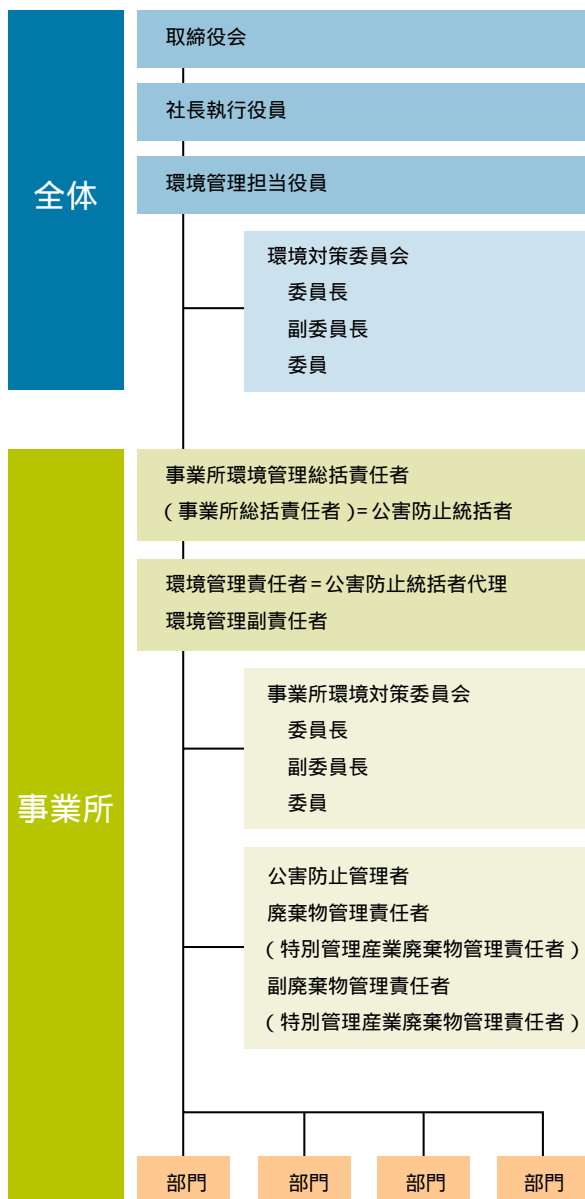 全体
取締役会
社長執行役員
環境管理担当役員
環境対策委員会
委員長
副委員長
委員
事業所
事業所環境管理総括責任者
(事業所総括責任者)=公害防止統括者
環境管理責任者=公害防止統括者代理
環境管理副責任者
事業所環境対策委員会
委員長
副委員長
委員
公害防止管理者
廃棄物管理責任者
(特別管理産業廃棄物管理責任者)
副廃棄物管理責任者
(特別管理産業廃棄物管理責任者)
部門
部門
部門
部門